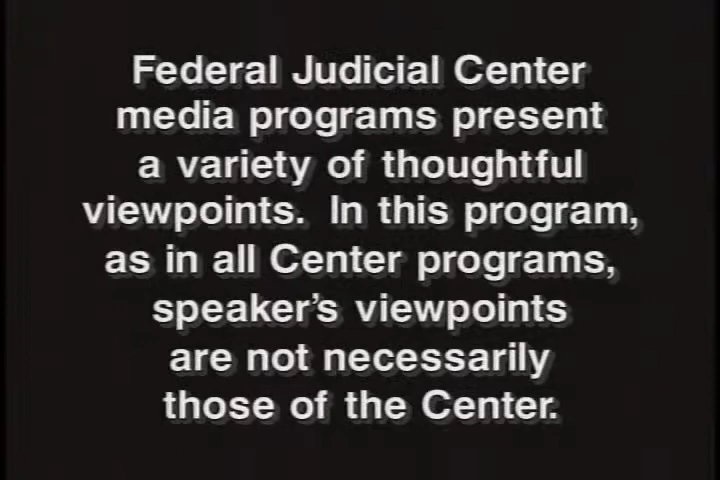 Federal Judicial Center
media programs present
a variety of thoughtful
viewpoints.  In this program,
as in all Center programs,
speaker's viewpoints
are not necessarily
those of the Center.